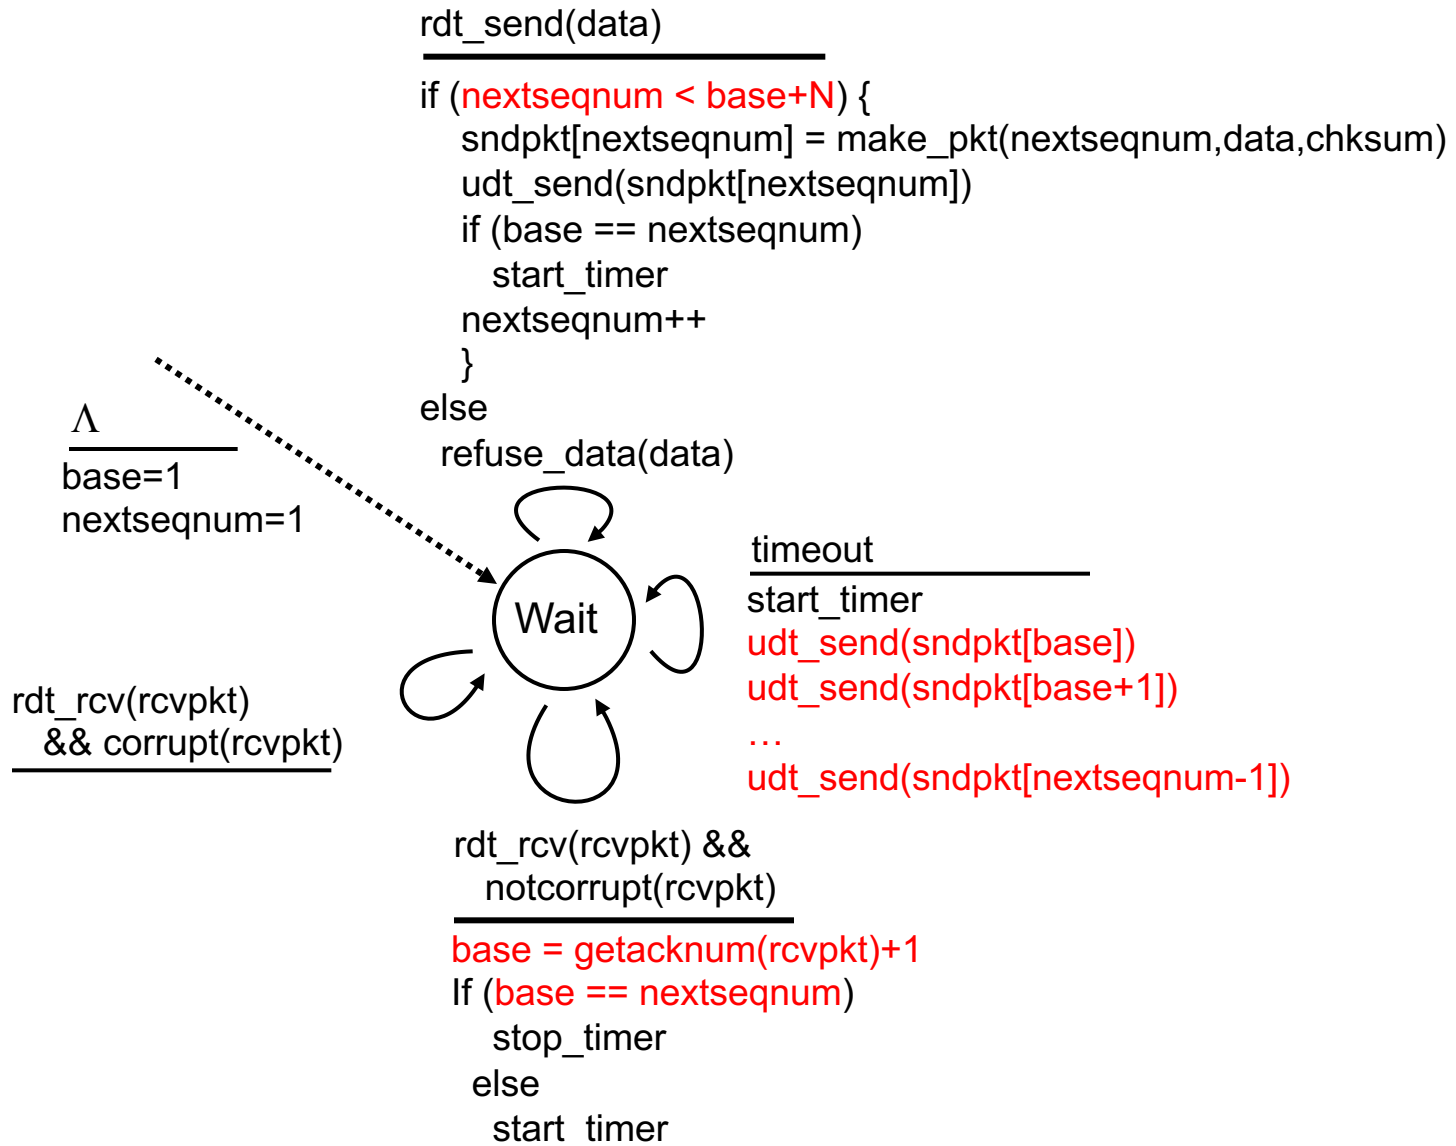 rdt_send(data)
if (nextseqnum < base+N) {
sndpkt[nextseqnum] = make_pkt(nextseqnum,data,chksum)
udt_send(sndpkt[nextseqnum])
if (base == nextseqnum)
start_timer
nextseqnum++
}
else
refuse_data(data)
Λ
base=1
nextseqnum=1
Wait
timeout
start_timer
udt_send(sndpkt[base])
udt_send(sndpkt[base+1])
…
udt_send(sndpkt[nextseqnum-1])
rdt_rcv(rcvpkt)
&& corrupt(rcvpkt)
rdt_rcv(rcvpkt) &&
notcorrupt(rcvpkt)
base = getacknum(rcvpkt)+1
If (base == nextseqnum)
stop_timer
else
start_timer